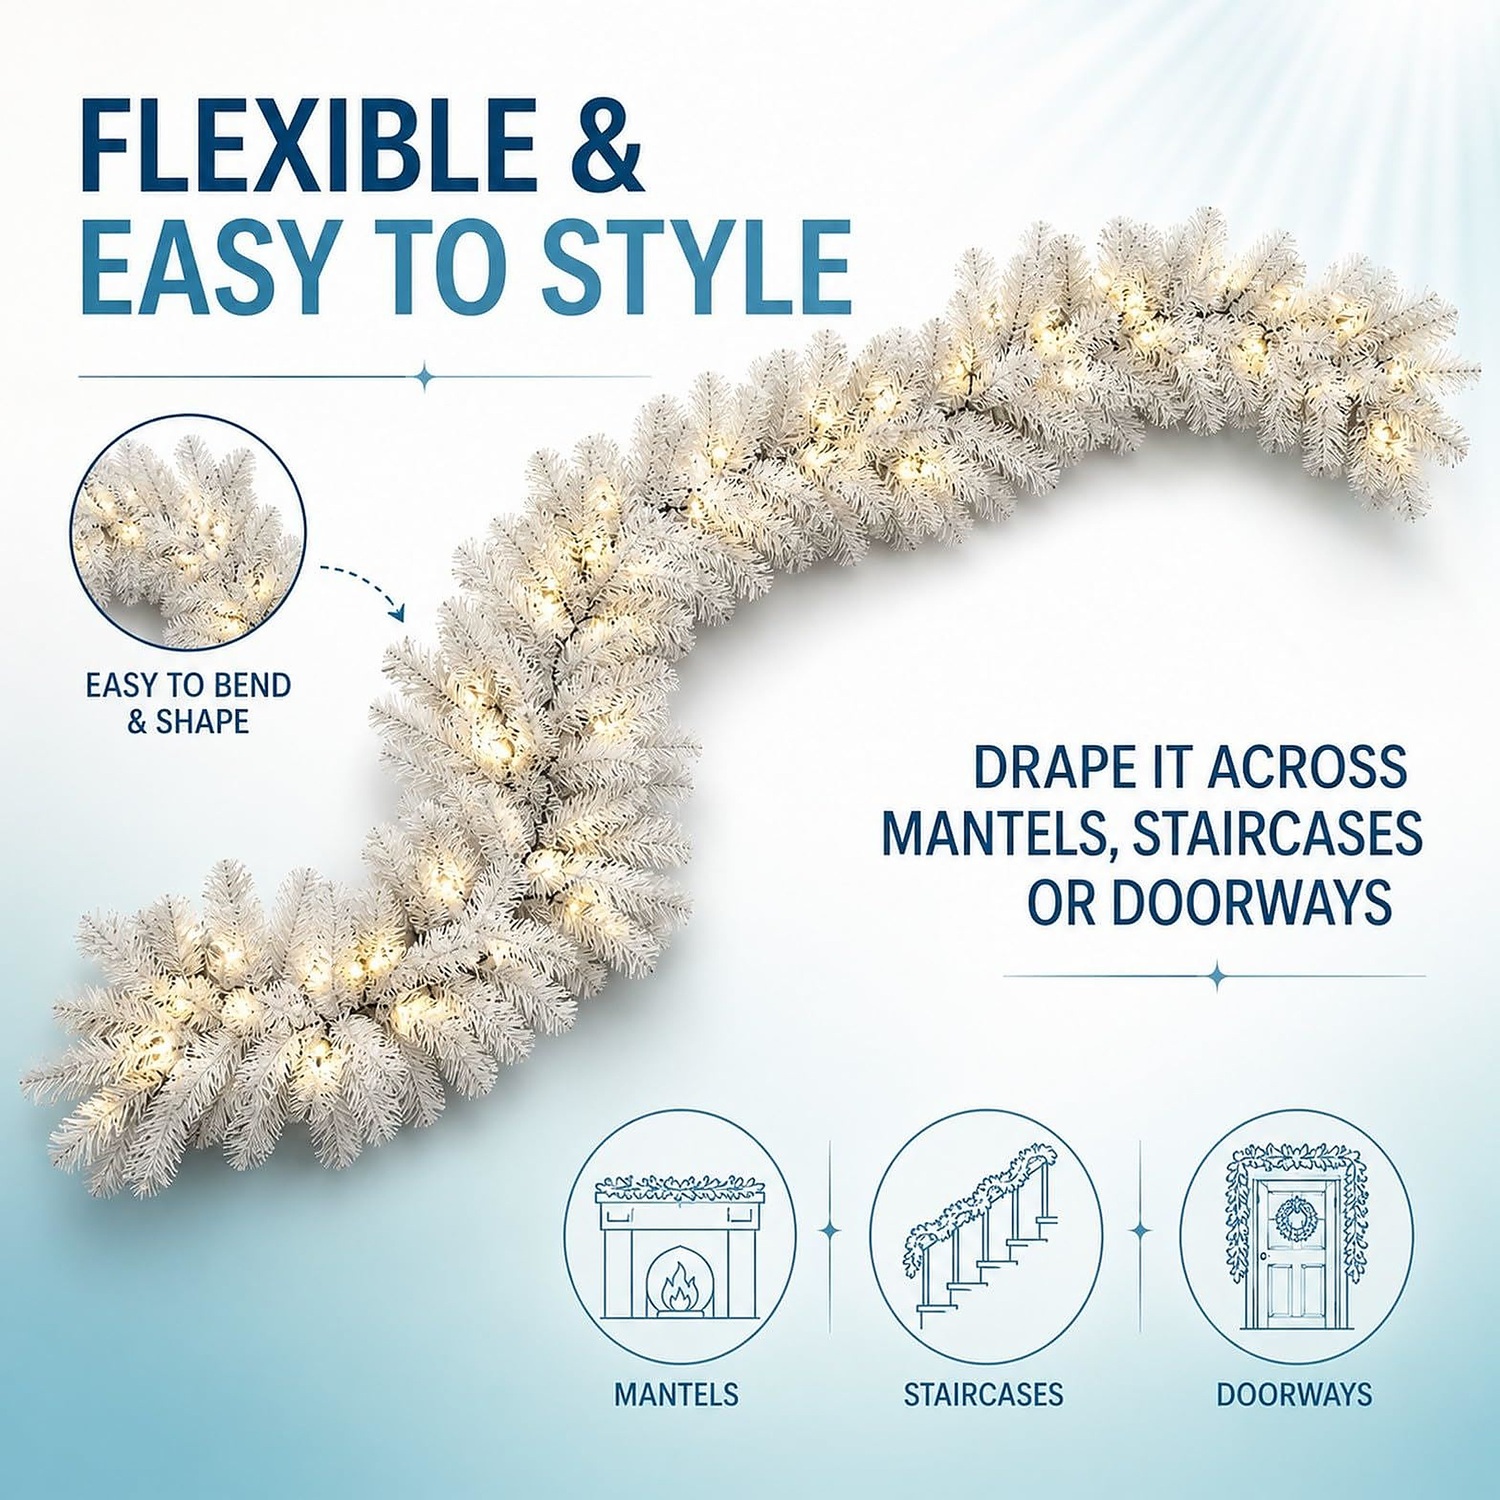 FLEXIBLE &
EASY TO STYLE
EASY TO BEND
& SHAPE
DRAPE IT ACROSS
MANTELS, STAIRCASES
OR DOORWAYS
MANTELS
STAIRCASES
DOORWAYS